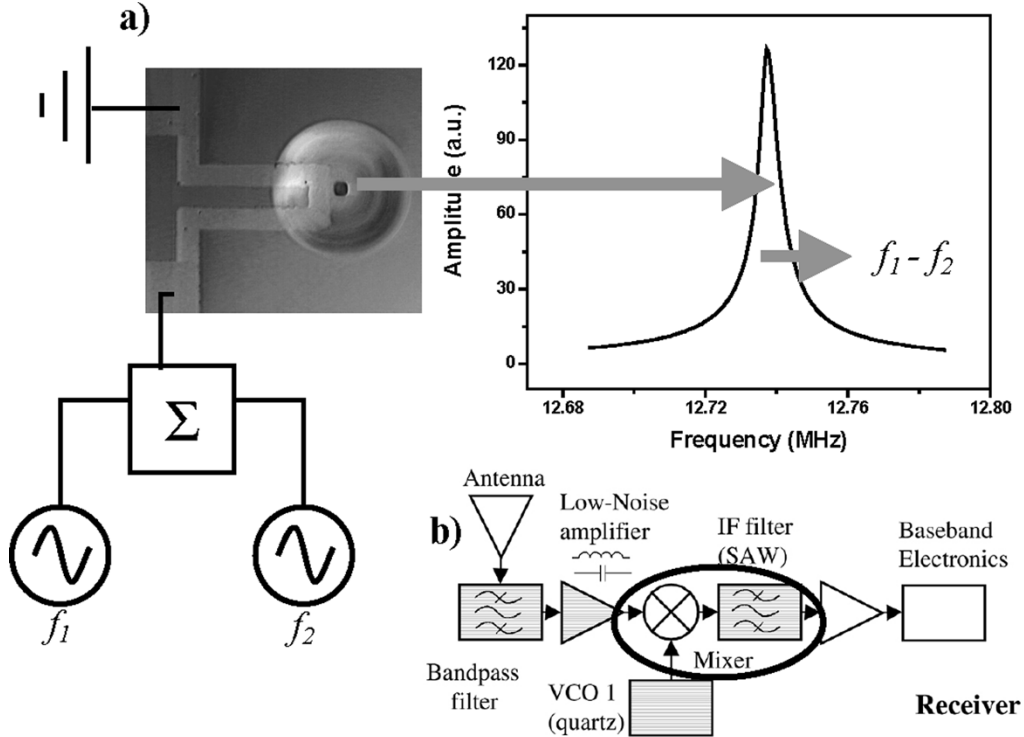 a)
120
90
60
30
0
Amplitude (a.u.)
f1 - f2
12.68
12.72
12.76
12.80
Frequency (MHz)
Σ
f1
f2
b)
Antenna
Low-Noise
amplifier
IF filter
(SAW)
Baseband
Electronics
Bandpass
filter
Mixer
VCO 1
(quartz)
Receiver